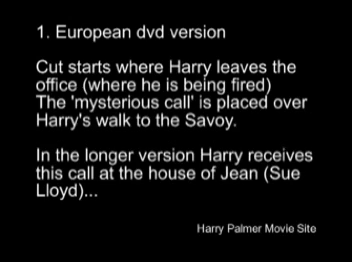 1. European dvd version
Cut starts where Harry leaves the
office (where he is being fired)
The 'mysterious call' is placed over
Harry's walk to the Savoy.
In the longer version Harry receives
this call at the house of Jean (Sue
Lloyd)...
Harry Palmer Movie Site